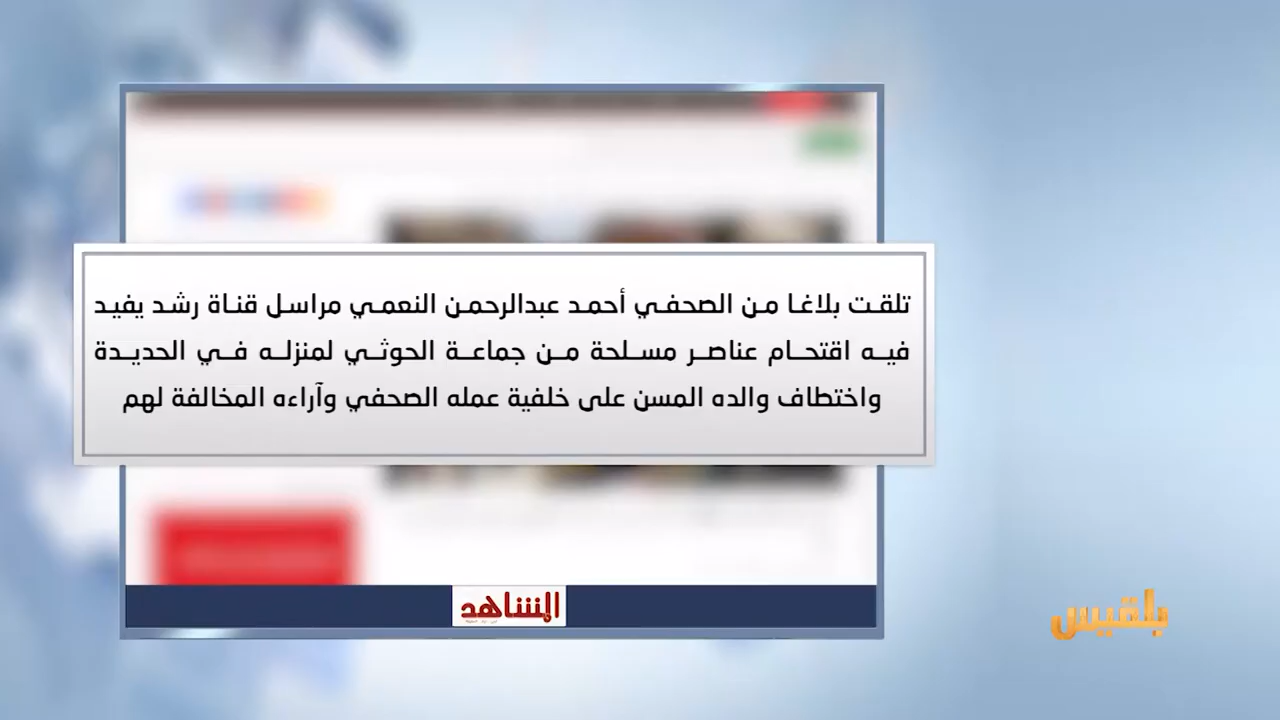 تلقت بلاغا من الصحفي أحمد عبدالرحمن النعمي مراسل قناة رشد يفيد
فيه اقتحام عناصر مسلحة من جماعة الحوثي لمنزله في الحديدة
واختطاف والده المسن على خلفية عمله الصحفي وآراءه المخالفة لهم
المشاهد
بلقيس